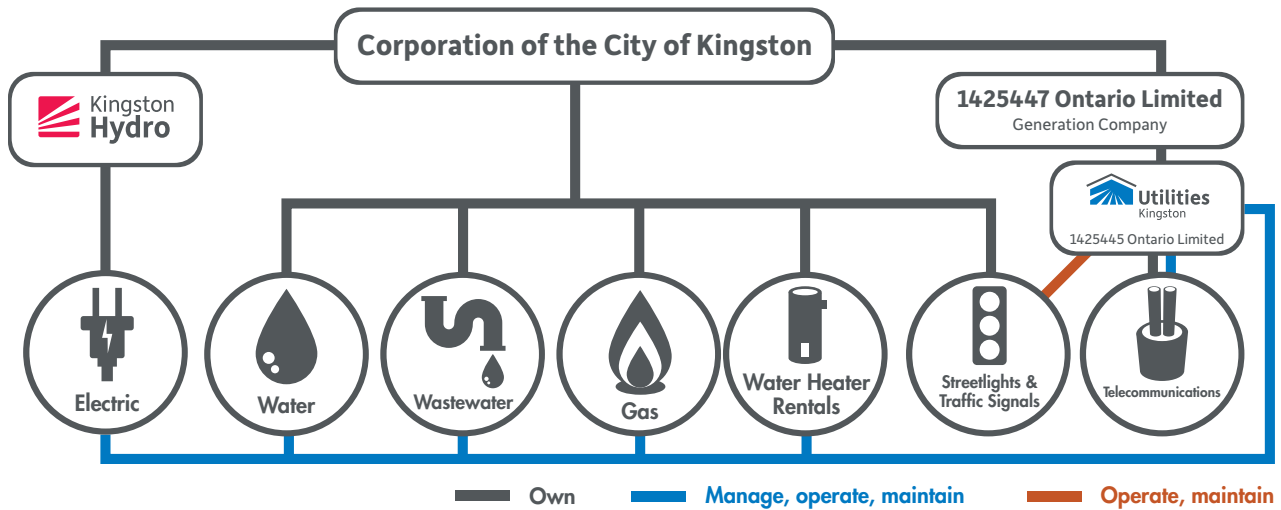 Corporation of the City of Kingston
Kingston
Hydro
1425447 Ontario Limited
Generation Company
Utilities
Kingston
1425445 Ontario Limited
Electric
Water
Wastewater
Gas
Water Heater
Rentals
Streetlights &
Traffic Signals
Telecommunications
Own
Manage, operate, maintain
Operate, maintain